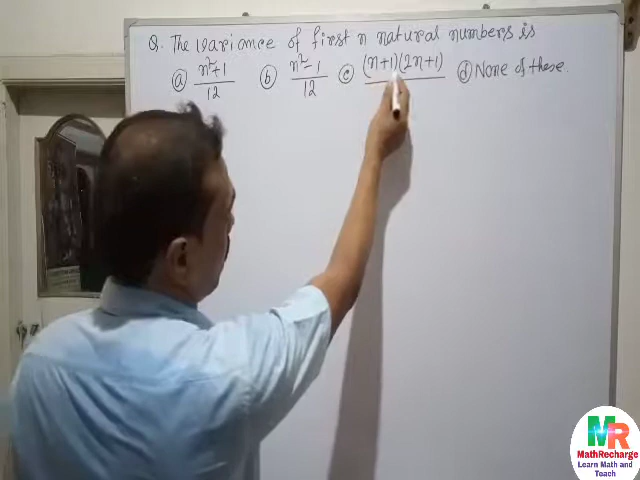 Q. The variance of first n natural numbers is
(a) n²+1/12 (b) n²-1/12 (c) (n+1)(2n+1)/ (d) None of these.
MR
MathRecharge
Learn Math and
Teach